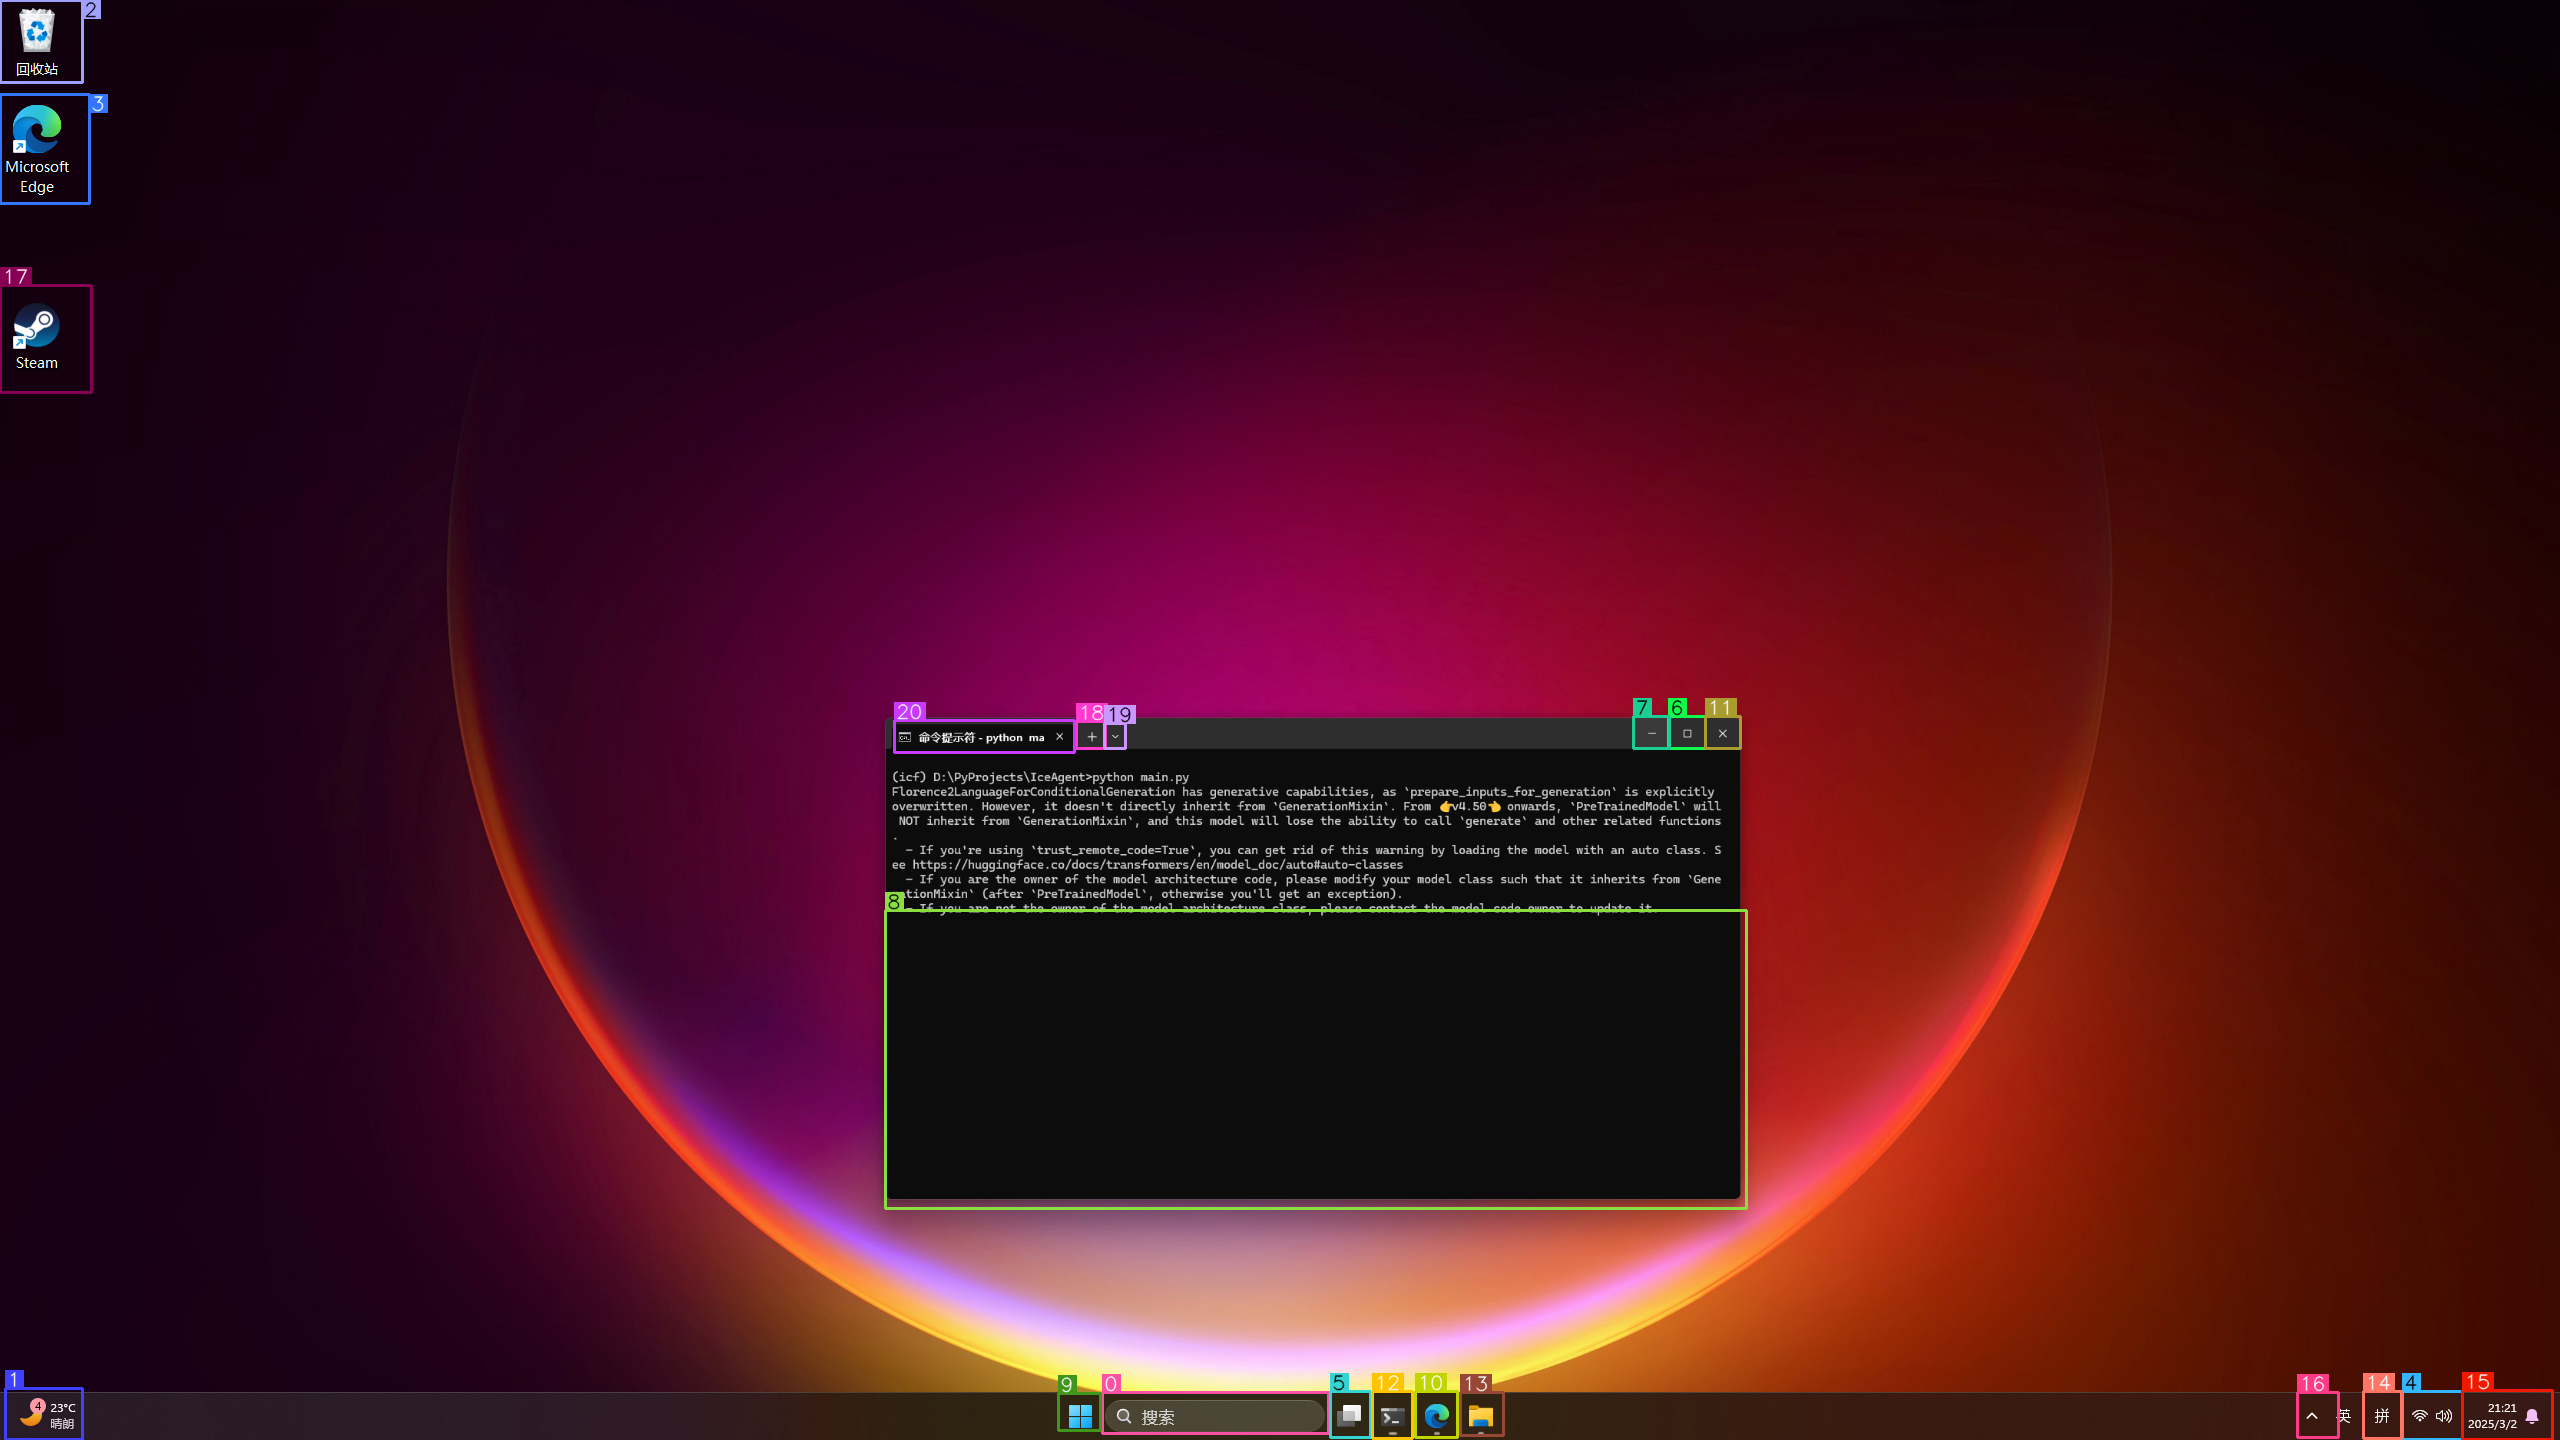 2
回收站
3
Microsoft
Edge
17
Steam
20
18
19
7
6
11
命令提示符 - python ma
(icf) D:\PyProjects\IceAgent>python main.py
Florence2LanguageForConditionalGeneration has generative capabilities, as `prepare_inputs_for_generation` is explicitly
overwritten. However, it doesn't directly inherit from `GenerationMixin`. From 👉v4.50👈 onwards, `PreTrainedModel` will
NOT inherit from `GenerationMixin`, and this model will lose the ability to call `generate` and other related functions
.
- If you're using `trust_remote_code=True`, you can get rid of this warning by loading the model with an auto class. S
ee https://huggingface.co/docs/transformers/en/model_doc/auto#auto-classes
- If you are the owner of the model architecture code, please modify your model class such that it inherits from `Gene
rationMixin` (after `PreTrainedModel`, otherwise you'll get an exception).
8
- If you are not the owner of the model architecture class, please contact the model code owner to update it.
1
4
23°C
晴朗
9
0
搜索
5
12
10
13
16
英
14
拼
4
15
21:21
2025/3/2